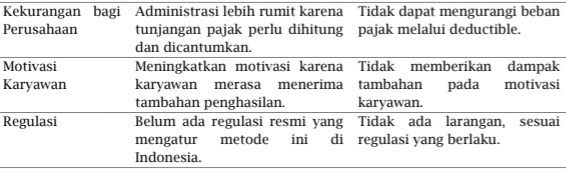 Kekurangan bagi Perusahaan
Administrasi lebih rumit karena
tunjangan pajak perlu dihitung
dan dicantumkan.
Tidak dapat mengurangi beban
pajak melalui deductible.
Motivasi
Karyawan
Meningkatkan motivasi karena
karyawan merasa menerima
tambahan penghasilan.
Tidak memberikan dampak
tambahan pada motivasi
karyawan.
Regulasi
Belum ada regulasi resmi yang
mengatur metode ini di
Indonesia.
Tidak ada larangan, sesuai
regulasi yang berlaku.